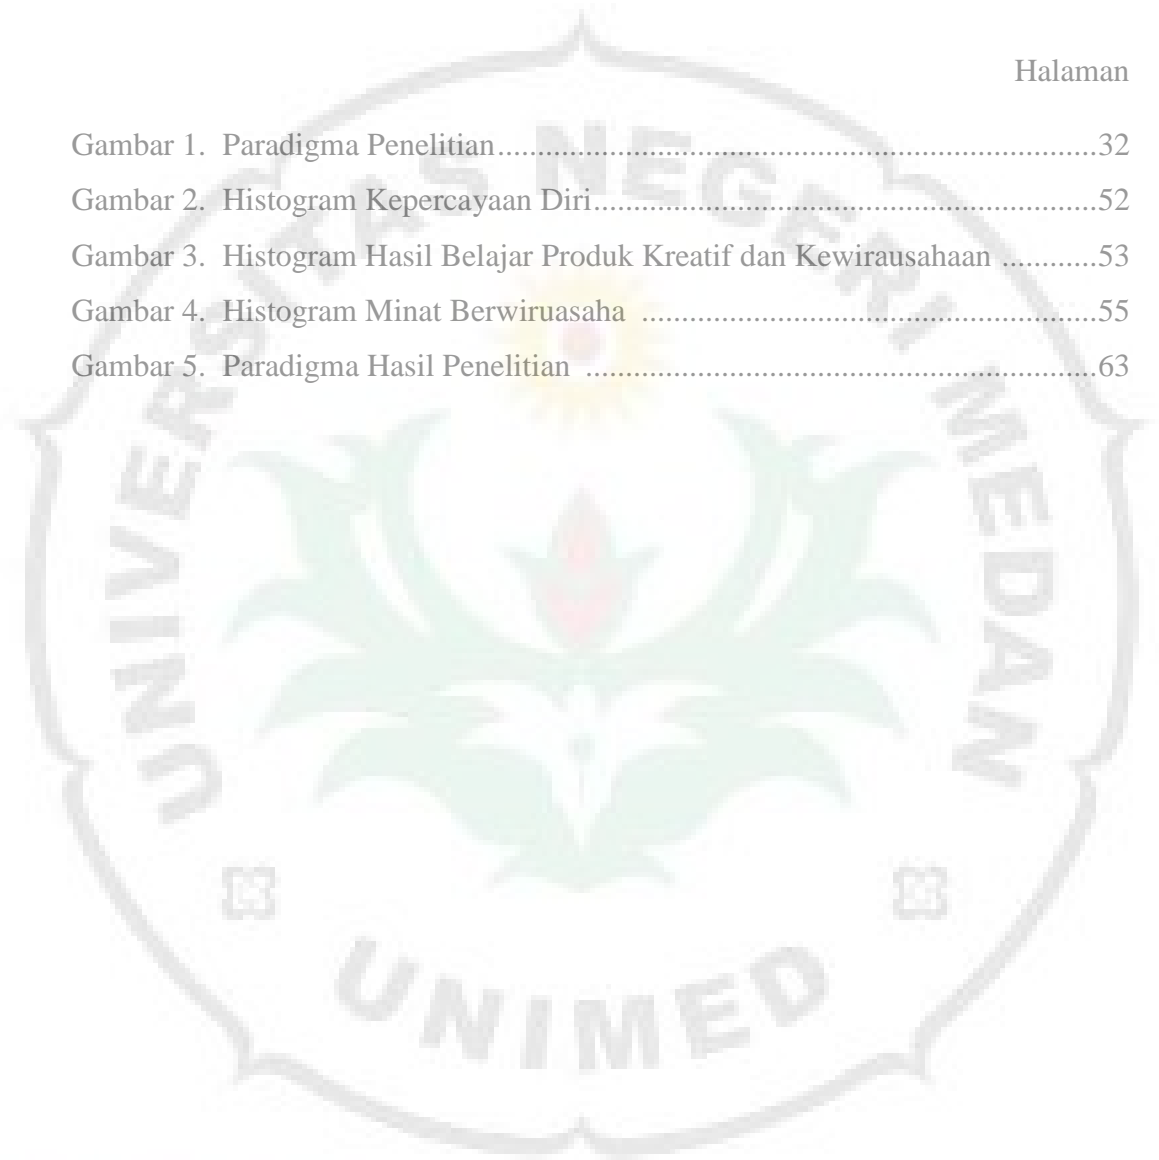 Halaman
Gambar 1. Paradigma Penelitian...........................................................................32
Gambar 2. Histogram Kepercayaan Diri...............................................................52
Gambar 3. Histogram Hasil Belajar Produk Kreatif dan Kewirausahaan ............53
Gambar 4. Histogram Minat Berwiruasaha .........................................................55
Gambar 5. Paradigma Hasil Penelitian ................................................................63
UNIVERSITAS NEGERI MEDAN
UNIMED